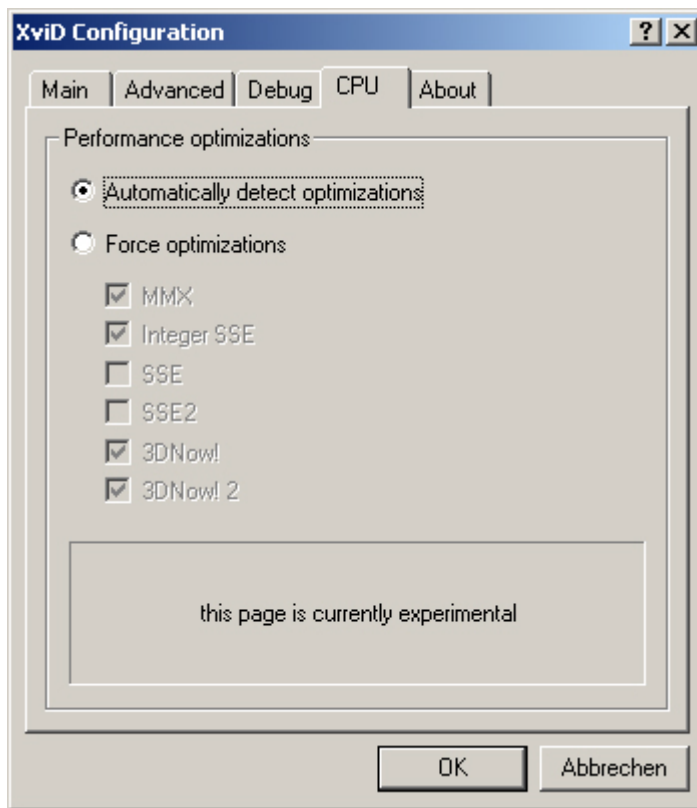 XviD Configuration
Main Advanced Debug CPU About
Performance optimizations
Automatically detect optimizations
Force optimizations
MMX
Integer SSE
SSE
SSE2
3DNow!
3DNow! 2
this page is currently experimental
OK Abbrechen